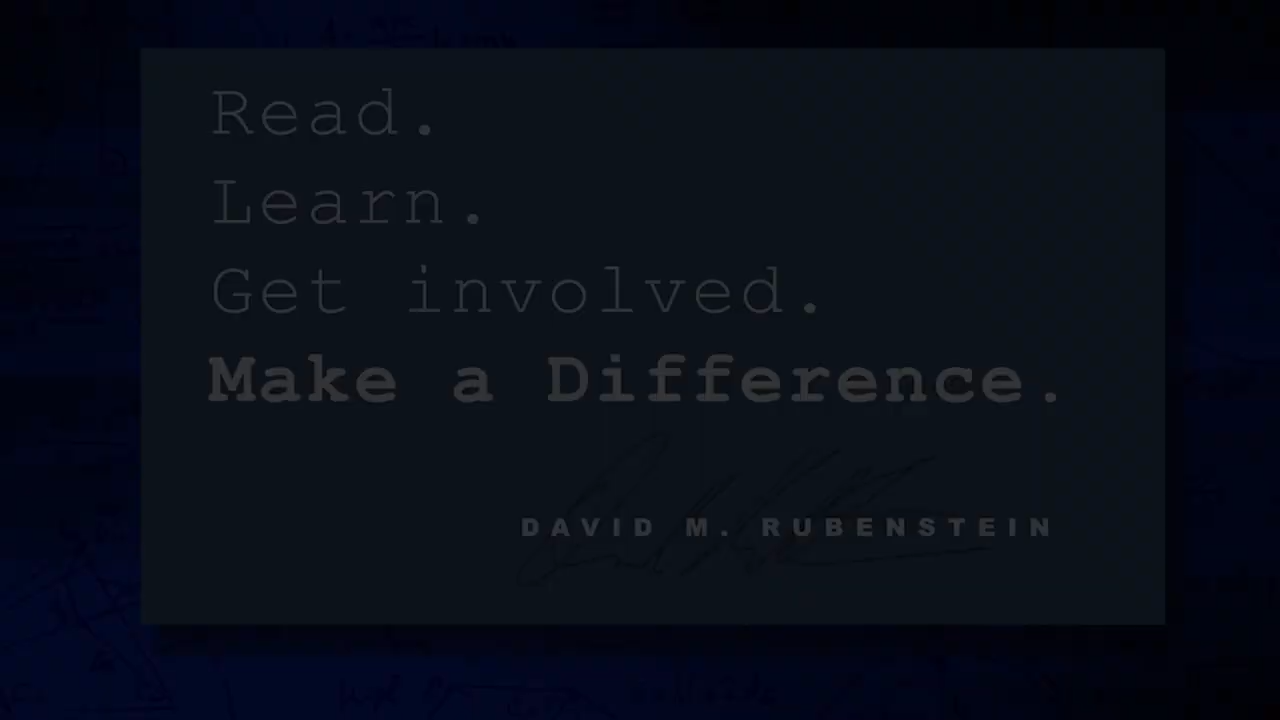 Read.
Learn.
Get involved.
Make a Difference.
DAVID M. RUBENSTEIN